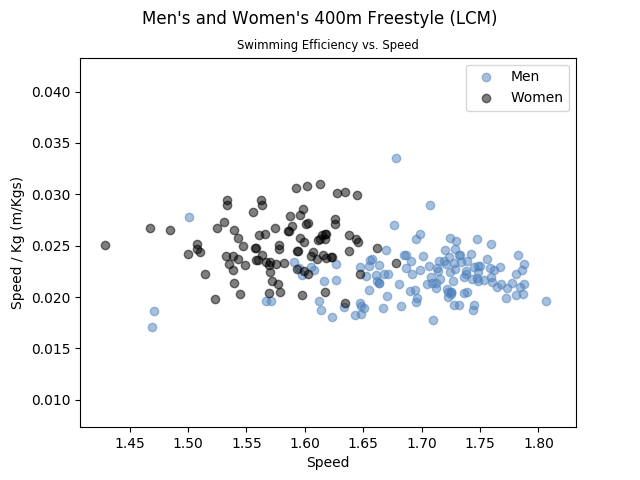 Men's and Women's 400m Freestyle (LCM)
Swimming Efficiency vs. Speed
Men
Women
0.040
0.035
0.030
0.025
0.020
0.015
0.010
Speed / Kg (m/Kgs)
1.45 1.50 1.55 1.60 1.65 1.70 1.75 1.80
Speed